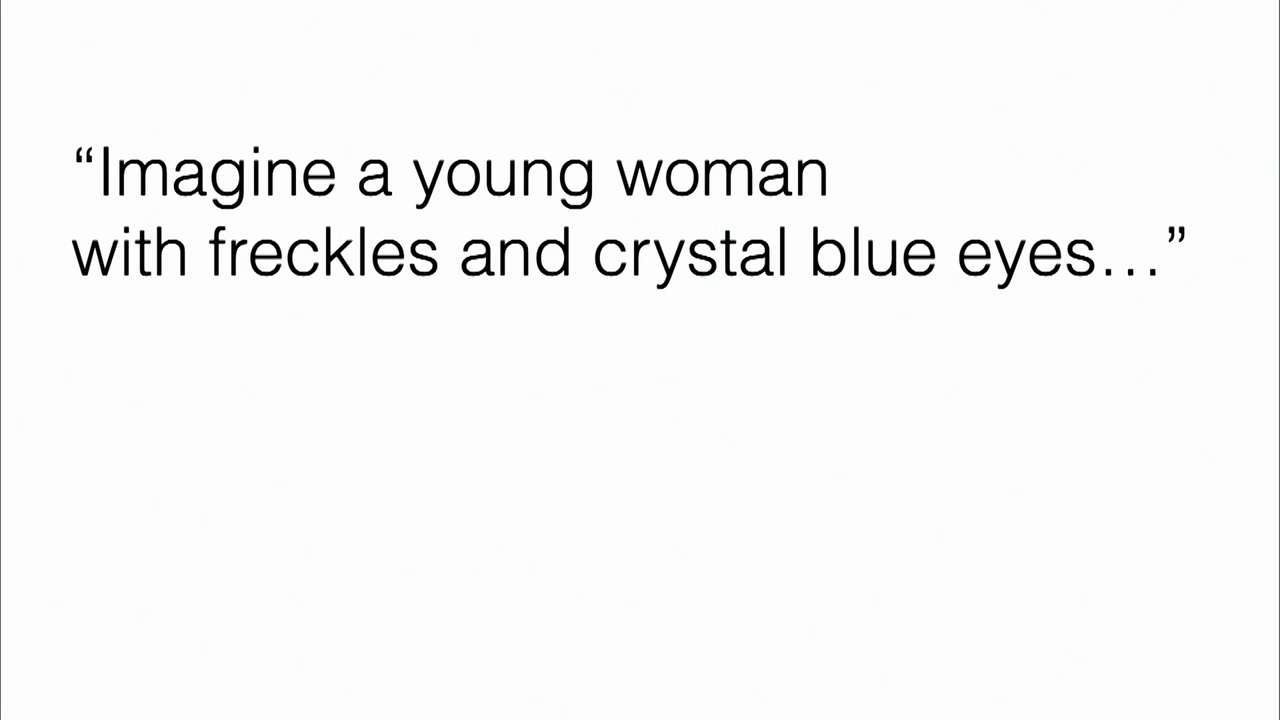 “Imagine a young woman
with freckles and crystal blue eyes…”